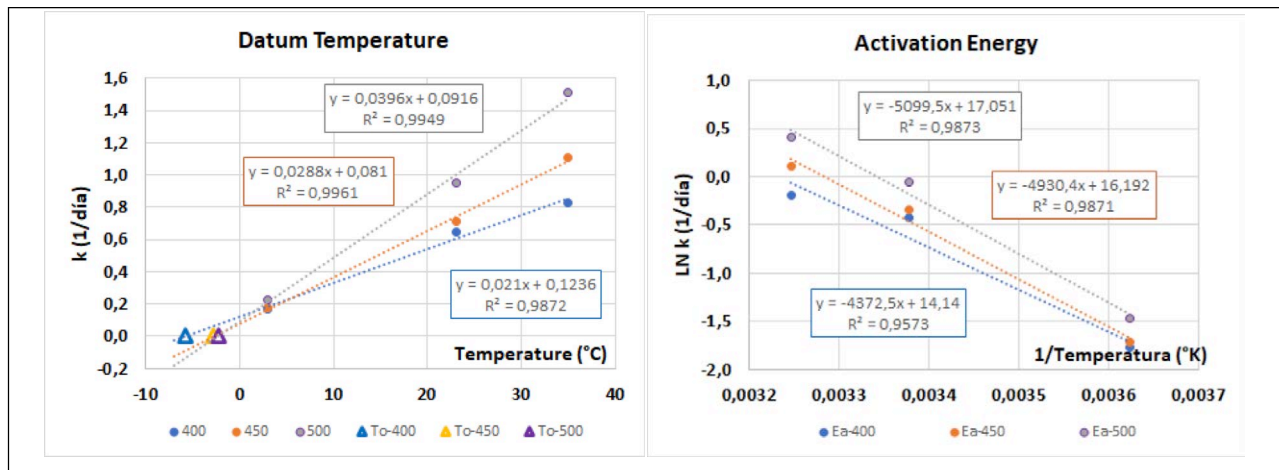 Datum Temperature
1,6
1,4
1,2
1,0
0,8
0,6
0,4
0,2
0,0
-0,2
k (1/día)
y = 0,0396x + 0,0916
R² = 0,9949
y = 0,0288x + 0,081
R² = 0,9961
y = 0,021x + 0,1236
R² = 0,9872
Temperature (°C)
-10 0 10 20 30 40
400 450 500 To-400 To-450 To-500
Activation Energy
1,0
0,5
0,0
-0,5
-1,0
-1,5
-2,0
LN k (1/día)
y = -5099,5x + 17,051
R² = 0,9873
y = -4930,4x + 16,192
R² = 0,9871
y = -4372,5x + 14,14
R² = 0,9573
1/Temperatura (°K)
0,0032 0,0033 0,0034 0,0035 0,0036 0,0037
Ea-400 Ea-450 Ea-500